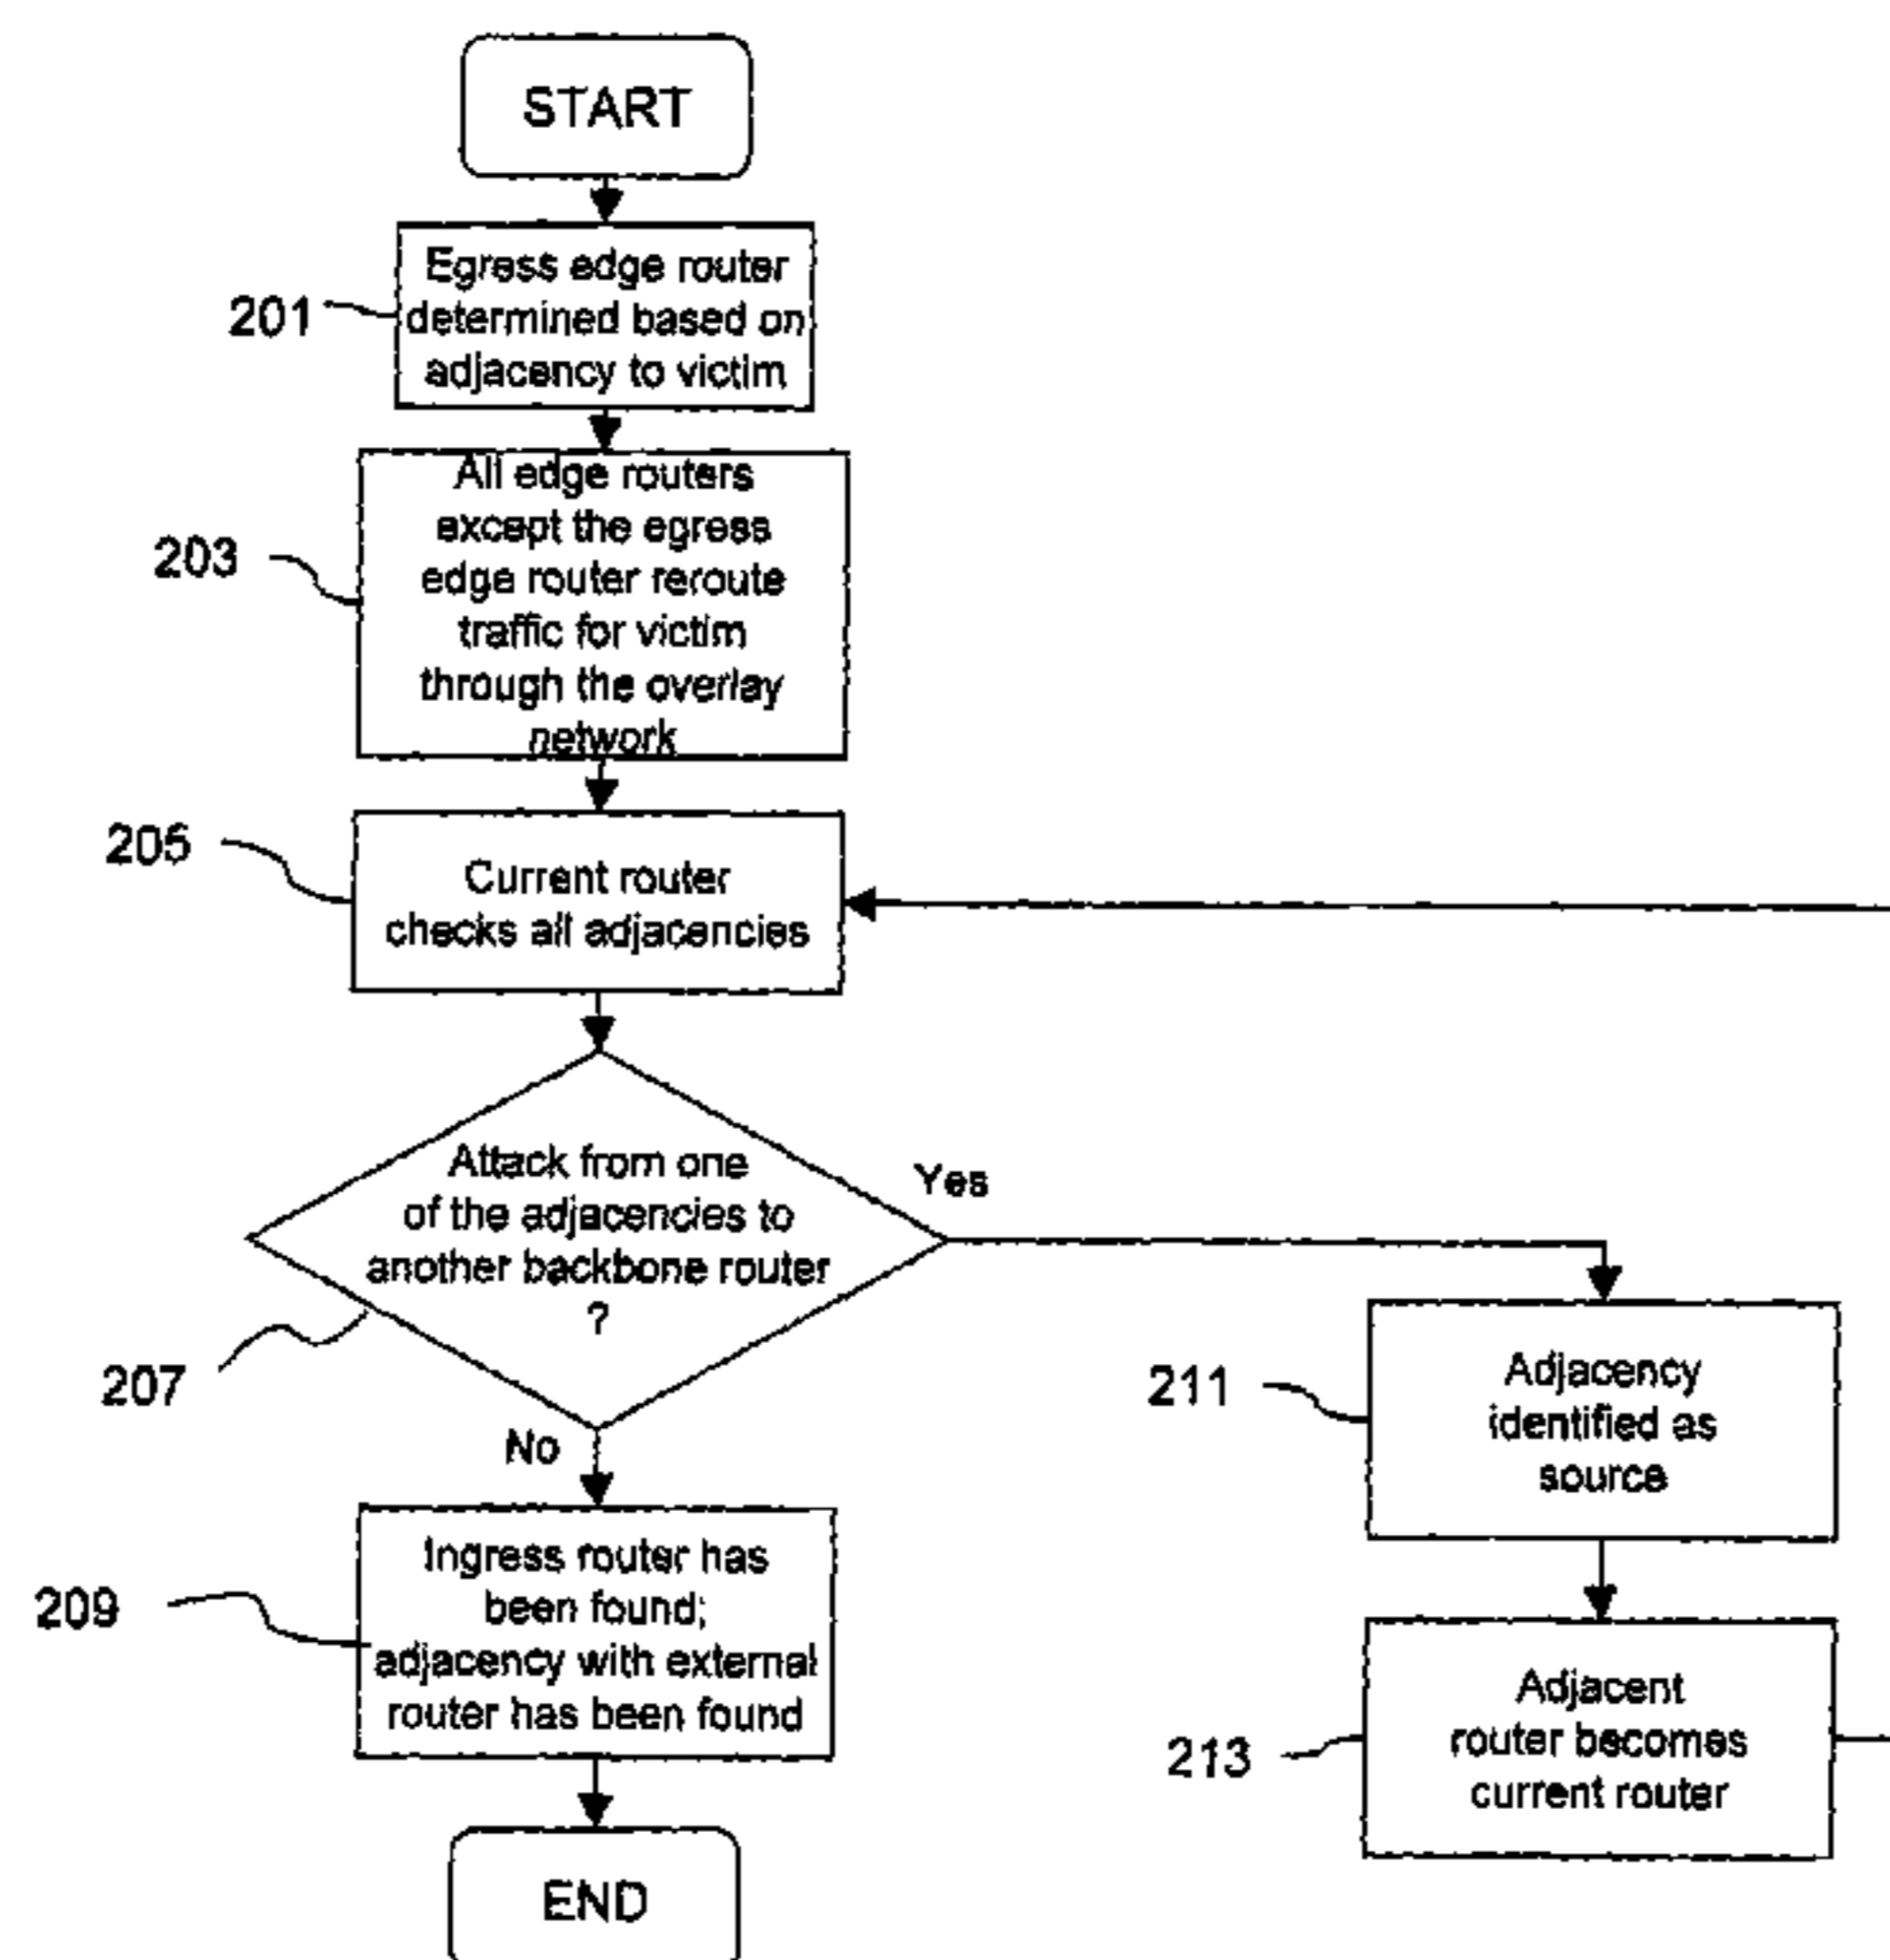 START
201
Egress edge router
determined based on
adjacency to victim
203
All edge routers
except the egress
edge router reroute
traffic for victim
through the overlay
network
205
Current router
checks all adjacencies
Attack from one
of the adjacencies to
another backbone router
?
Yes
207
No
211
Adjacency
identified as
source
209
Ingress router has
been found;
adjacency with external
router has been found
213
Adjacent
router becomes
current router
END